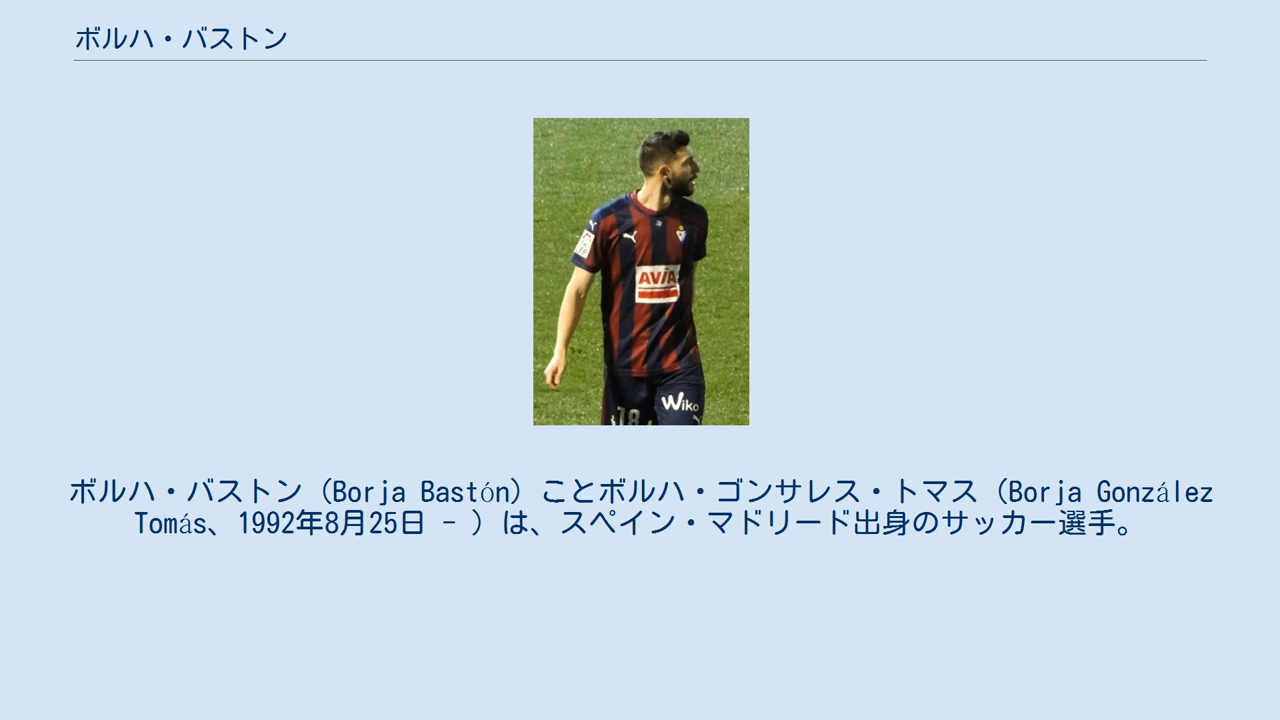 ボルハ・バストン
AVIA
Wiko
18
ボルハ・バストン（Borja Bastón）ことボルハ・ゴンサレス・トマス（Borja González
Tomás、1992年8月25日 - ）は、スペイン・マドリード出身のサッカー選手。